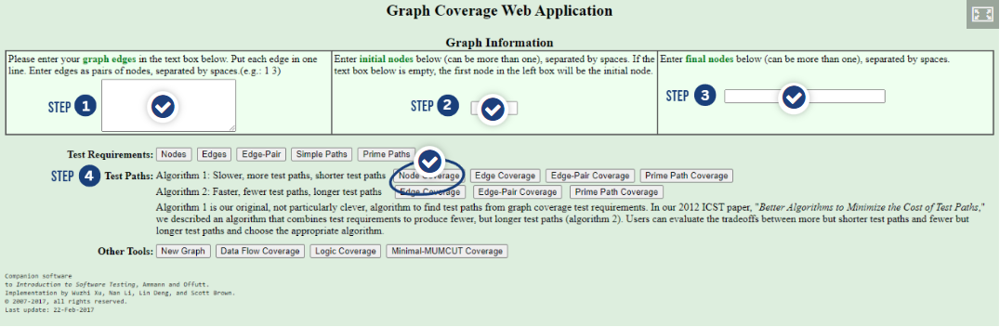 Graph Coverage Web Application
Graph Information
Please enter your graph edges in the text box below. Put each edge in one
line. Enter edges as pairs of nodes, separated by spaces.(e.g.: 1 3)
Enter initial nodes below (can be more than one), separated by spaces. If the
text box below is empty, the first node in the left box will be the initial node.
Enter final nodes below (can be more than one), separated by spaces.
STEP 1
STEP 2
STEP 3
Test Requirements: Nodes Edges Edge-Pair Simple Paths Prime Paths
STEP 4 Test Paths: Algorithm 1: Slower, more test paths, shorter test paths Node Coverage Edge Coverage Edge-Pair Coverage Prime Path Coverage
Algorithm 2: Faster, fewer test paths, longer test paths Edge Coverage Edge-Pair Coverage Prime Path Coverage
Algorithm 1 is our original, not particularly clever, algorithm to find test paths from graph coverage test requirements. In our 2012 ICST paper, "Better Algorithms to Minimize the Cost of Test Paths,"
we described an algorithm that combines test requirements to produce fewer, but longer test paths (algorithm 2). Users can evaluate the tradeoffs between more but shorter test paths and fewer but
longer test paths and choose the appropriate algorithm.
Other Tools: New Graph Data Flow Coverage Logic Coverage Minimal-MUMCUT Coverage
Companion software
to Introduction to Software Testing, Ammann and Offutt.
Implementation by Wuzhi Xu, Nan Li, Lin Deng, and Scott Brown.
© 2007-2017, all rights reserved.
Last update: 22-Feb-2017